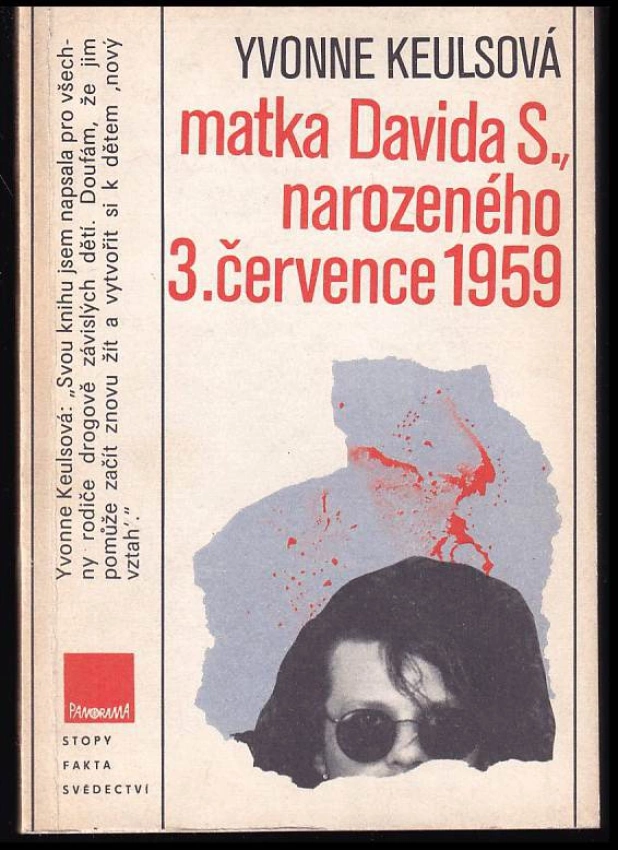 YVONNE KEULSOVÁ
matka Davida S.,
narozeného
3. července 1959
Yvonne Keulsová: „Svou knihu jsem napsala pro všech-
ny rodiče drogově závislých dětí. Doufám, že jim
pomůže začít znovu žít a vytvořit si k dětem ‚nový
vztah‘.“
PANORAMA
STOPY
FAKTA
SVĚDECTVÍ